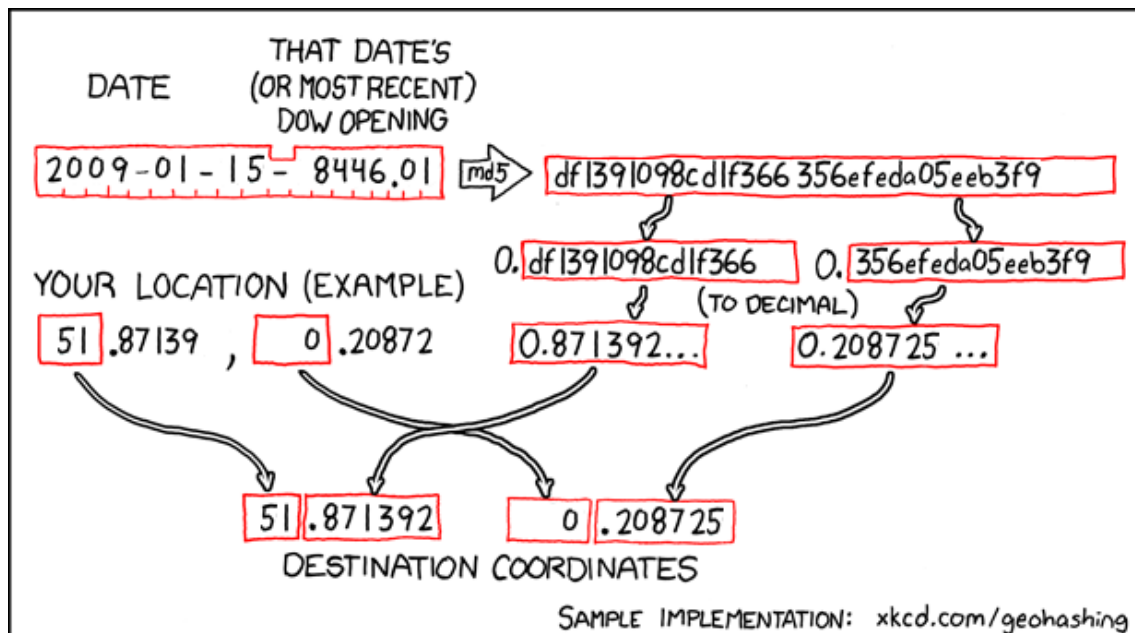 DATE
THAT DATE'S
(OR MOST RECENT)
DOW OPENING
2009-01-15- 8446.01
md5
df1391098cd1f366 356efeda05eeb3f9
0. df1391098cd1f366
0. 356efeda05eeb3f9
YOUR LOCATION (EXAMPLE)
(TO DECIMAL)
51 .87139 , 0 .20872
0.871392...
0.208725 ...
51 .871392
0 .208725
DESTINATION COORDINATES
SAMPLE IMPLEMENTATION: xkcd.com/geohashing